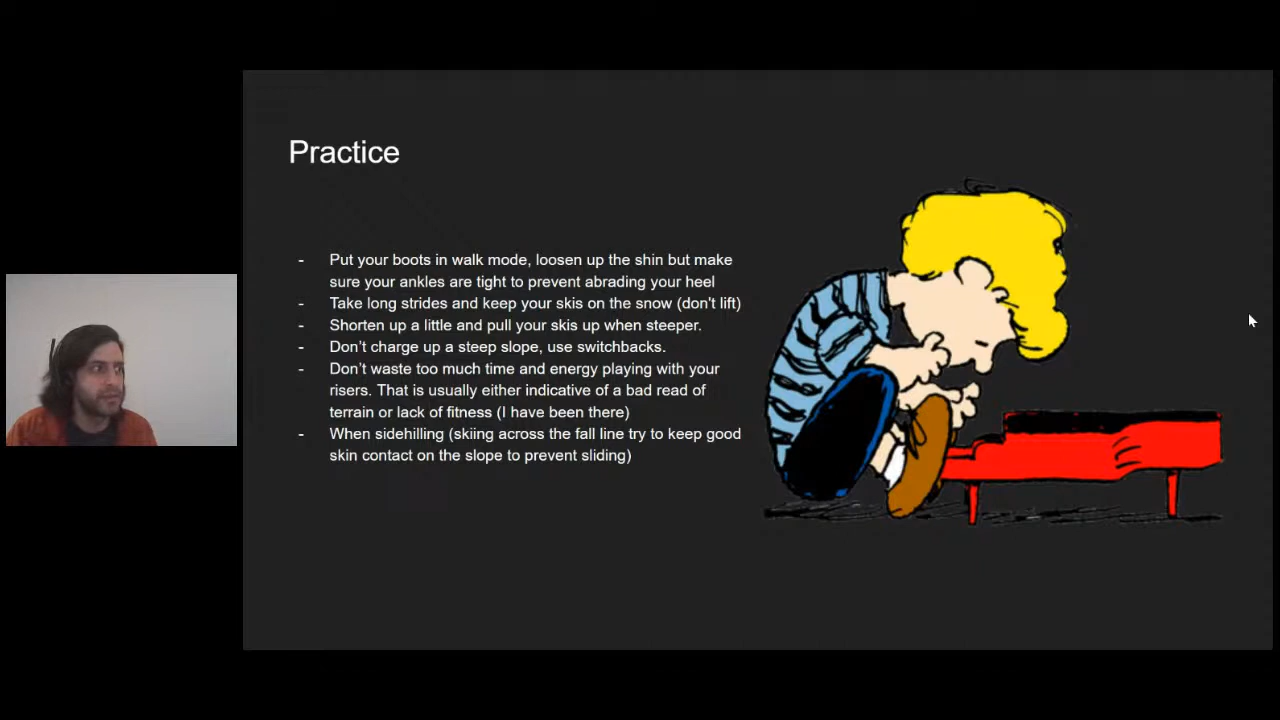 Practice
- Put your boots in walk mode, loosen up the shin but make
sure your ankles are tight to prevent abrading your heel
- Take long strides and keep your skis on the snow (don't lift)
- Shorten up a little and pull your skis up when steeper.
- Don’t charge up a steep slope, use switchbacks.
- Don’t waste too much time and energy playing with your
risers. That is usually either indicative of a bad read of
terrain or lack of fitness (I have been there)
- When sidehilling (skiing across the fall line try to keep good
skin contact on the slope to prevent sliding)